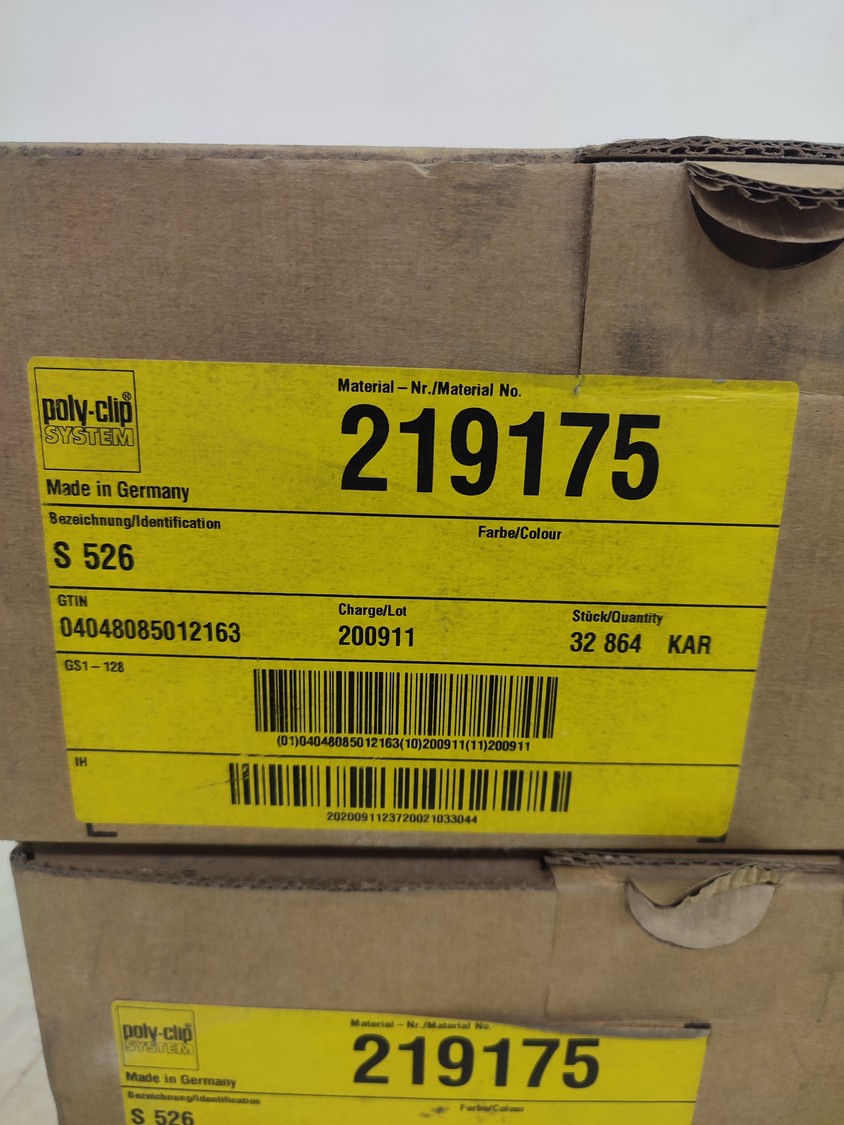 Material – Nr./Material No.
poly-clip®
SYSTEM
219175
Made in Germany
Bezeichnung/Identification
Farbe/Colour
S 526
GTIN
Charge/Lot
Stück/Quantity
04048085012163
200911
32 864 KAR
GS1 – 128
(01)04048085012163(10)200911(11)200911
IH
2020091123720021033044
Material – Nr./Material No.
poly-clip®
SYSTEM
219175
Made in Germany
Bezeichnung/Identification
Farbe/Colour
S 526